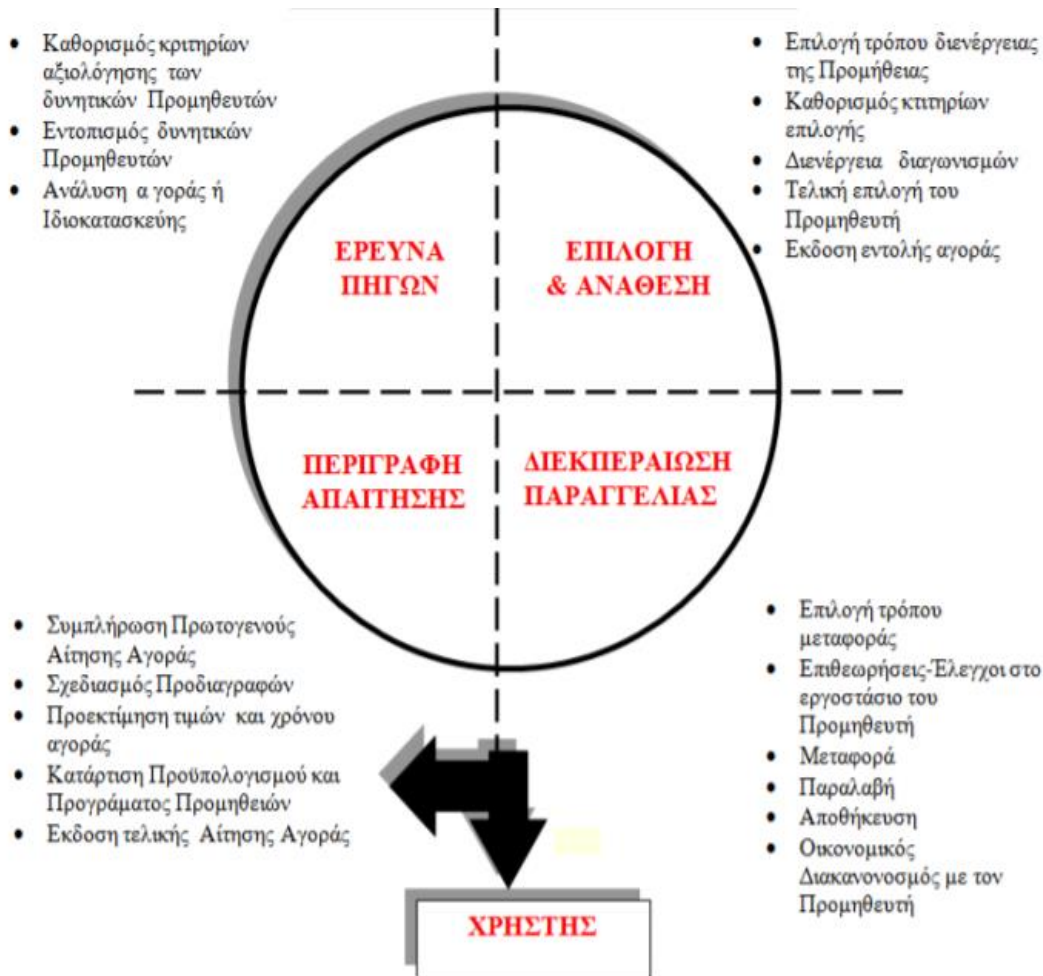 • Καθορισμός κριτηρίων
αξιολόγησης των
δυνητικών Προμηθευτών
• Εντοπισμός δυνητικών
Προμηθευτών
• Ανάλυση α γοράς ή
Ιδιοκατασκεύης
• Επιλογή τρόπου διενέργειας
της Προμήθειας
• Καθορισμός κτιτηρίων
επιλογής
• Διενέργεια διαγωνισμών
• Τελική επιλογή του
Προμηθευτή
• Εκδοση εντολής αγοράς
ΕΡΕΥΝΑ
ΠΗΓΩΝ
ΕΠΙΛΟΓΗ
& ΑΝΑΘΕΣΗ
ΠΕΡΙΓΡΑΦΗ
ΑΠΑΙΤΗΣΗΣ
ΔΙΕΚΠΕΡΑΙΩΣΗ
ΠΑΡΑΓΓΕΛΙΑΣ
• Συμπλήρωση Πρωτογενούς
Αίτησης Αγοράς
• Σχεδιασμός Προδιαγραφών
• Προεκτίμηση τιμών και χρόνου
αγοράς
• Κατάρτιση Προϋπολογισμού και
Προγράματος Προμηθειών
• Εκδοση τελικής Αίτησης Αγοράς
• Επιλογή τρόπου
μεταφοράς
• Επιθεωρήσεις-Έλεγχοι στο
εργοστάσιο του
Προμηθευτή
• Μεταφορά
• Παραλαβή
• Αποθήκευση
• Οικονομικός
Διακανονοσμός με τον
Προμηθευτή
ΧΡΗΣΤΗΣ